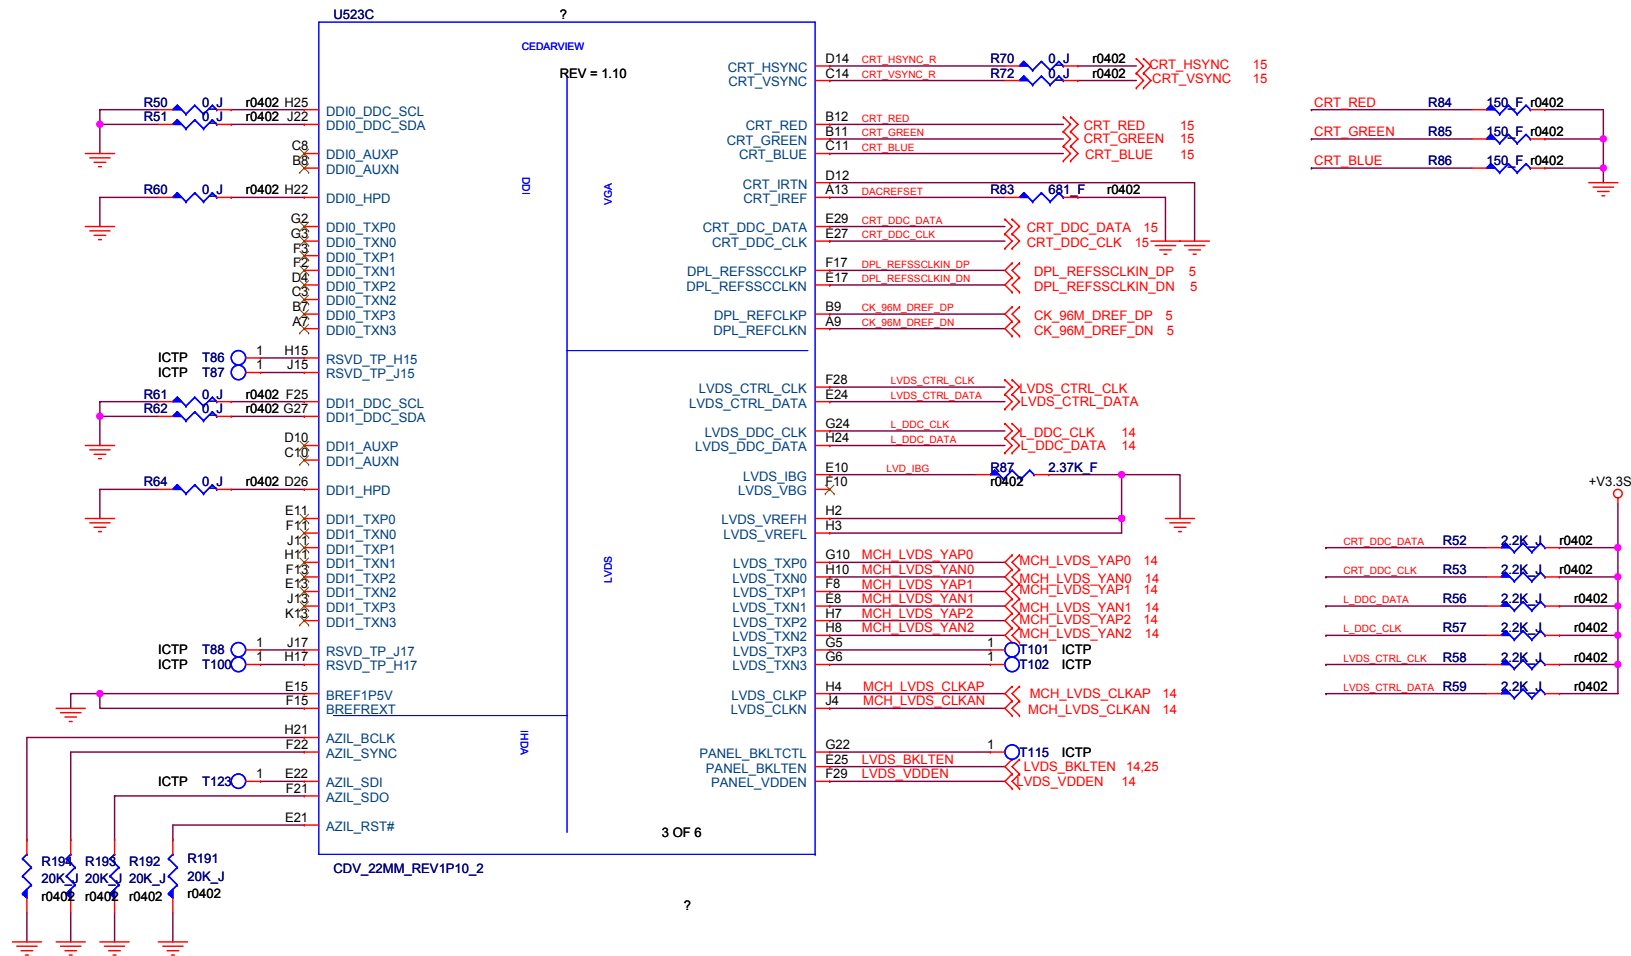 U523C ?
CEDARVIEW
REV = 1.10
R50 0_J r0402 H25 DDI0_DDC_SCL
R51 0_J r0402 J22 DDI0_DDC_SDA
C8 DDI0_AUXP
B8 DDI0_AUXN
R60 0_J r0402 H22 DDI0_HPD
G2 DDI0_TXP0
G3 DDI0_TXN0
F3 DDI0_TXP1
F2 DDI0_TXN1
D4 DDI0_TXP2
C3 DDI0_TXN2
B7 DDI0_TXP3
A7 DDI0_TXN3
ICTP T86 1 H15 RSVD_TP_H15
ICTP T87 1 J15 RSVD_TP_J15
R61 0_J r0402 F25 DDI1_DDC_SCL
R62 0_J r0402 G27 DDI1_DDC_SDA
D10 DDI1_AUXP
C10 DDI1_AUXN
R64 0_J r0402 D26 DDI1_HPD
E11 DDI1_TXP0
F11 DDI1_TXN0
J11 DDI1_TXP1
H11 DDI1_TXN1
F13 DDI1_TXP2
E13 DDI1_TXN2
J13 DDI1_TXP3
K13 DDI1_TXN3
ICTP T88 1 J17 RSVD_TP_J17
ICTP T100 1 H17 RSVD_TP_H17
E15 BREF1P5V
F15 BREFREXT
H21 AZIL_BCLK
F22 AZIL_SYNC
ICTP T123 1 E22 AZIL_SDI
F21 AZIL_SDO
E21 AZIL_RST#
R194 R193 R192 R191
20K_J 20K_J 20K_J 20K_J
r0402 r0402 r0402 r0402
DDI
VGA
LVDS
IHDA
CRT_HSYNC D14 CRT_HSYNC_R R70 0_J r0402 CRT_HSYNC 15
CRT_VSYNC C14 CRT_VSYNC_R R72 0_J r0402 CRT_VSYNC 15
CRT_RED B12 CRT_RED CRT_RED 15
CRT_GREEN B11 CRT_GREEN CRT_GREEN 15
CRT_BLUE C11 CRT_BLUE CRT_BLUE 15
CRT_IRTN D12
CRT_IREF A13 DACREFSET R83 681_F r0402
CRT_DDC_DATA E29 CRT_DDC_DATA CRT_DDC_DATA 15
CRT_DDC_CLK E27 CRT_DDC_CLK CRT_DDC_CLK 15
DPL_REFSSCCLKP F17 DPL_REFSSCLKIN_DP DPL_REFSSCLKIN_DP 5
DPL_REFSSCCLKN E17 DPL_REFSSCLKIN_DN DPL_REFSSCLKIN_DN 5
DPL_REFCLKP B9 CK_96M_DREF_DP CK_96M_DREF_DP 5
DPL_REFCLKN A9 CK_96M_DREF_DN CK_96M_DREF_DN 5
LVDS_CTRL_CLK F28 LVDS_CTRL_CLK LVDS_CTRL_CLK
LVDS_CTRL_DATA E24 LVDS_CTRL_DATA LVDS_CTRL_DATA
LVDS_DDC_CLK G24 L_DDC_CLK L_DDC_CLK 14
LVDS_DDC_DATA H24 L_DDC_DATA L_DDC_DATA 14
LVDS_IBG E10 LVD_IBG R87 2.37K_F r0402
LVDS_VBG F10
LVDS_VREFH H2
LVDS_VREFL H3
LVDS_TXP0 G10 MCH_LVDS_YAP0 MCH_LVDS_YAP0 14
LVDS_TXN0 H10 MCH_LVDS_YAN0 MCH_LVDS_YAN0 14
LVDS_TXP1 F8 MCH_LVDS_YAP1 MCH_LVDS_YAP1 14
LVDS_TXN1 E8 MCH_LVDS_YAN1 MCH_LVDS_YAN1 14
LVDS_TXP2 H7 MCH_LVDS_YAP2 MCH_LVDS_YAP2 14
LVDS_TXN2 H8 MCH_LVDS_YAN2 MCH_LVDS_YAN2 14
LVDS_TXP3 G5 1 T101 ICTP
LVDS_TXN3 G6 1 T102 ICTP
LVDS_CLKP H4 MCH_LVDS_CLKAP MCH_LVDS_CLKAP 14
LVDS_CLKN J4 MCH_LVDS_CLKAN MCH_LVDS_CLKAN 14
PANEL_BKLTCTL G22 1 T115 ICTP
PANEL_BKLTEN E25 LVDS_BKLTEN LVDS_BKLTEN 14,25
PANEL_VDDEN F29 LVDS_VDDEN LVDS_VDDEN 14
3 OF 6
CDV_22MM_REV1P10_2
?
CRT_RED R84 150_F r0402
CRT_GREEN R85 150_F r0402
CRT_BLUE R86 150_F r0402
+V3.3S
CRT_DDC_DATA R52 2.2K_J r0402
CRT_DDC_CLK R53 2.2K_J r0402
L_DDC_DATA R56 2.2K_J r0402
L_DDC_CLK R57 2.2K_J r0402
LVDS_CTRL_CLK R58 2.2K_J r0402
LVDS_CTRL_DATA R59 2.2K_J r0402